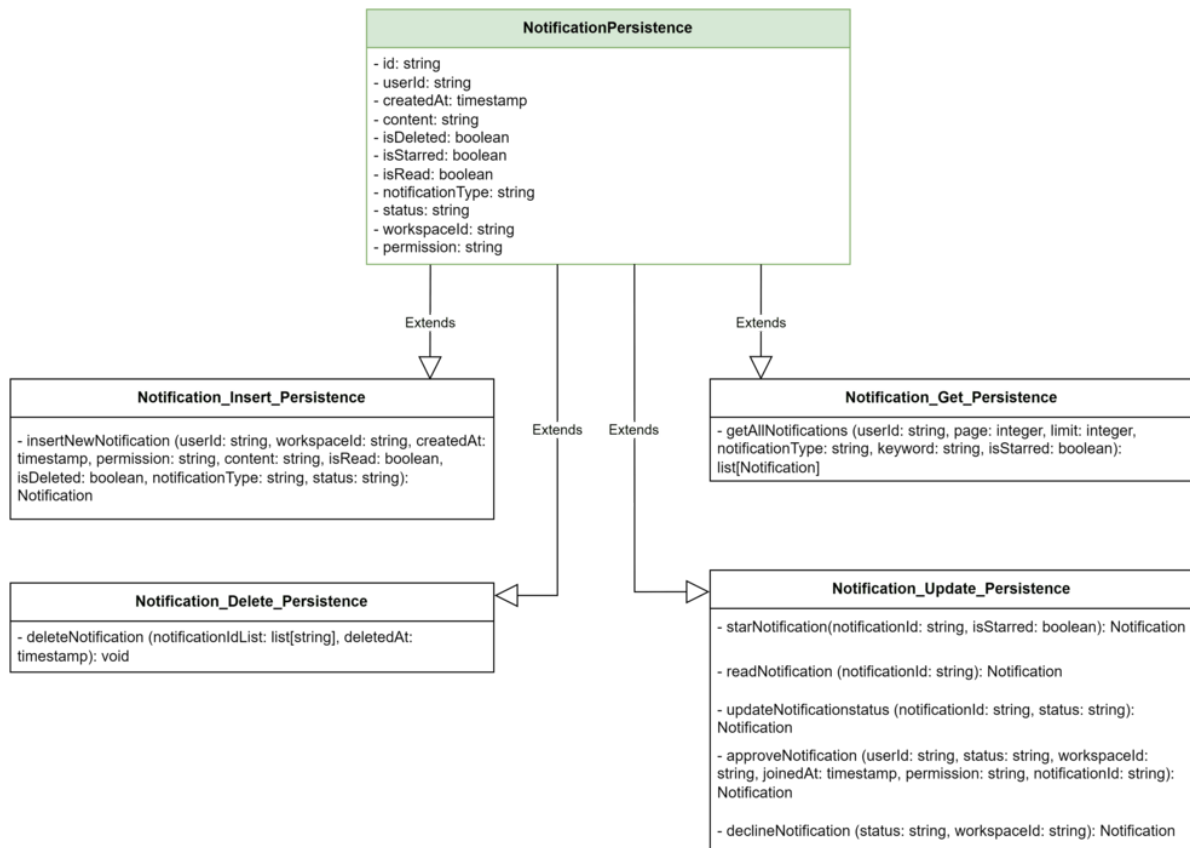 NotificationPersistence
- id: string
- userId: string
- createdAt: timestamp
- content: string
- isDeleted: boolean
- isStarred: boolean
- isRead: boolean
- notificationType: string
- status: string
- workspaceId: string
- permission: string
Extends
Extends
Notification_Insert_Persistence
- insertNewNotification (userId: string, workspaceId: string, createdAt:
timestamp, permission: string, content: string, isRead: boolean,
isDeleted: boolean, notificationType: string, status: string):
Notification
Notification_Get_Persistence
- getAllNotifications (userId: string, page: integer, limit: integer,
notificationType: string, keyword: string, isStarred: boolean):
list[Notification]
Extends
Extends
Notification_Delete_Persistence
- deleteNotification (notificationIdList: list[string], deletedAt:
timestamp): void
Notification_Update_Persistence
- starNotification(notificationId: string, isStarred: boolean): Notification
- readNotification (notificationId: string): Notification
- updateNotificationstatus (notificationId: string, status: string):
Notification
- approveNotification (userId: string, status: string, workspaceId:
string, joinedAt: timestamp, permission: string, notificationId: string):
Notification
- declineNotification (status: string, workspaceId: string): Notification